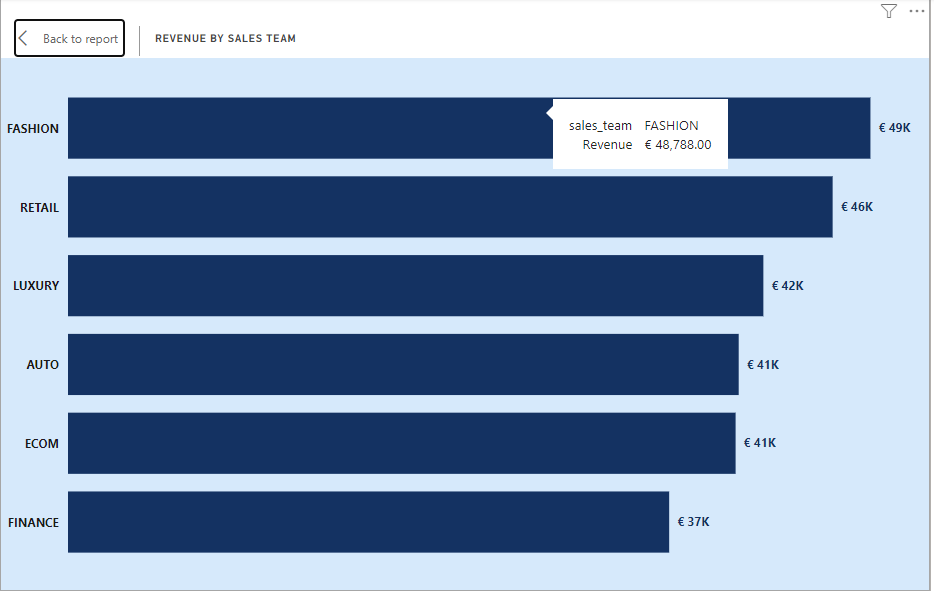 Back to report
REVENUE BY SALES TEAM
FASHION
sales_team FASHION
Revenue € 48,788.00
€ 49K
RETAIL
€ 46K
LUXURY
€ 42K
AUTO
€ 41K
ECOM
€ 41K
FINANCE
€ 37K